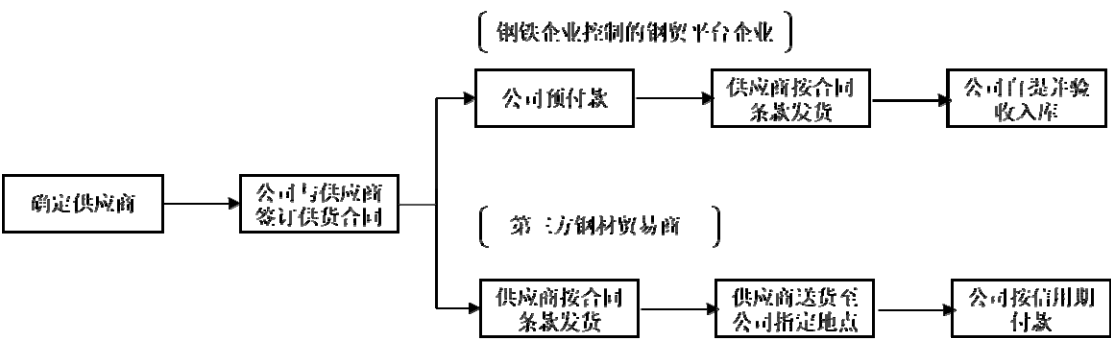 （钢铁企业控制的钢贸平台企业）
公司预付款
供应商按合同
条款发货
公司自提并验
收入库
确定供应商
公司与供应商
签订供货合同
（第三方钢材贸易商）
供应商按合同
条款发货
供应商送货至
公司指定地点
公司按信用期
付款